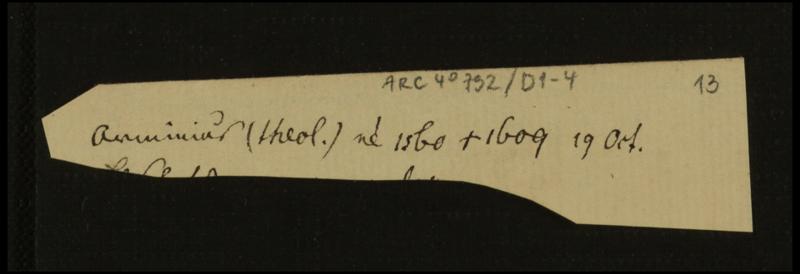 ARC 4° 792/D1-4 13
Arminius (theol.) né 1560 + 1609 19 Oct.